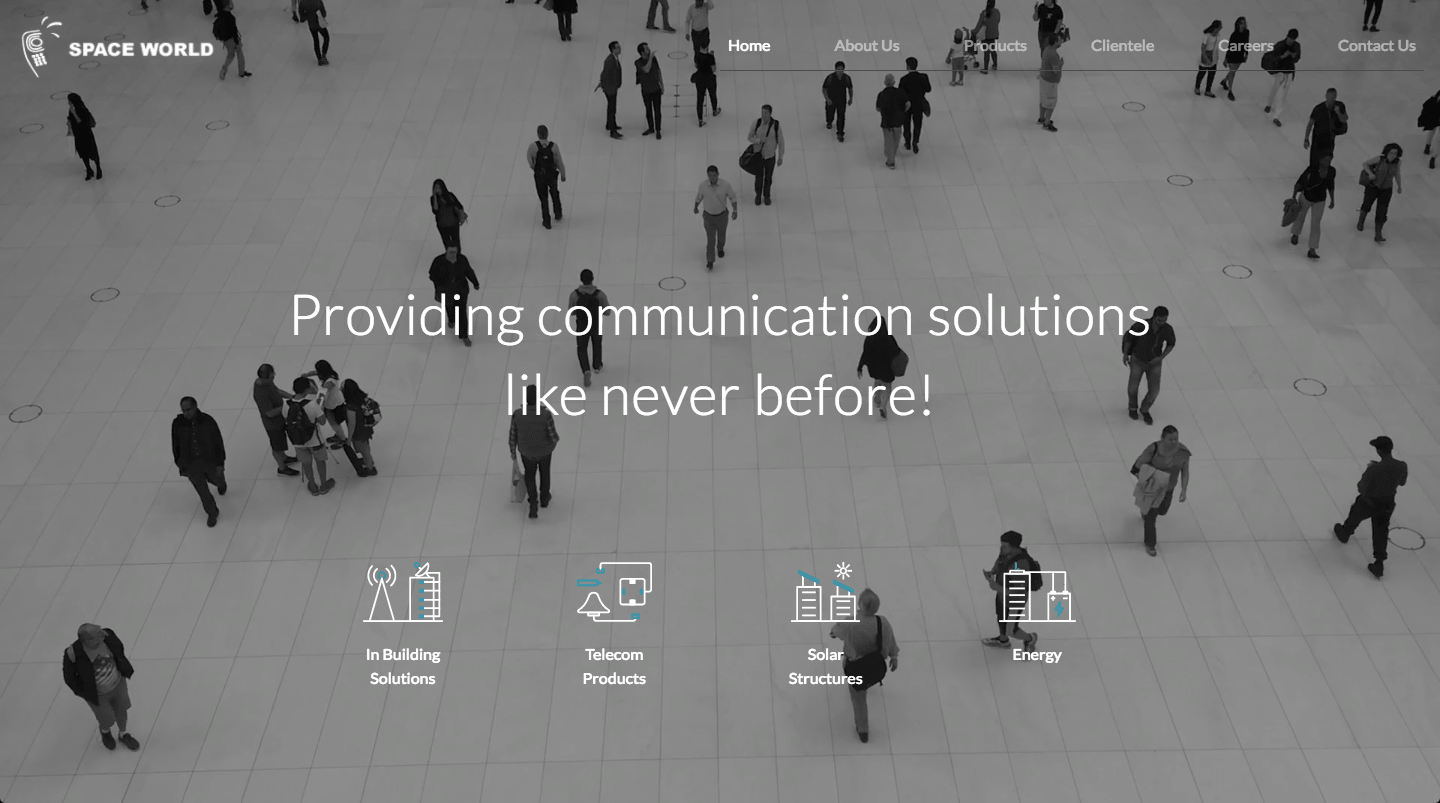 SPACE WORLD
Home
About Us
Products
Clientele
Careers
Contact Us
Providing communication solutions
like never before!
In Building
Solutions
Telecom
Products
Solar
Structures
Energy